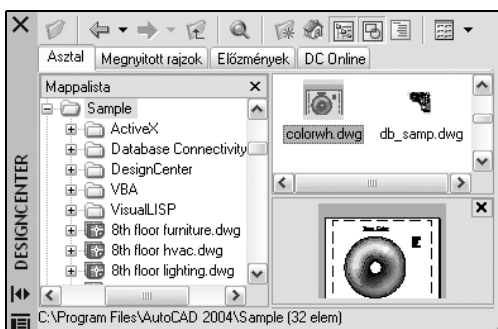 Asztal
Megnyitott rajzok
Előzmények
DC Online
Mappalista
Sample
ActiveX
Database Connectivity
DesignCenter
VBA
VisualLISP
8th floor furniture.dwg
8th floor hvac.dwg
8th floor lighting.dwg
colorwh.dwg
db_samp.dwg
DESIGNCENTER
C:\Program Files\AutoCAD 2004\Sample (32 elem)